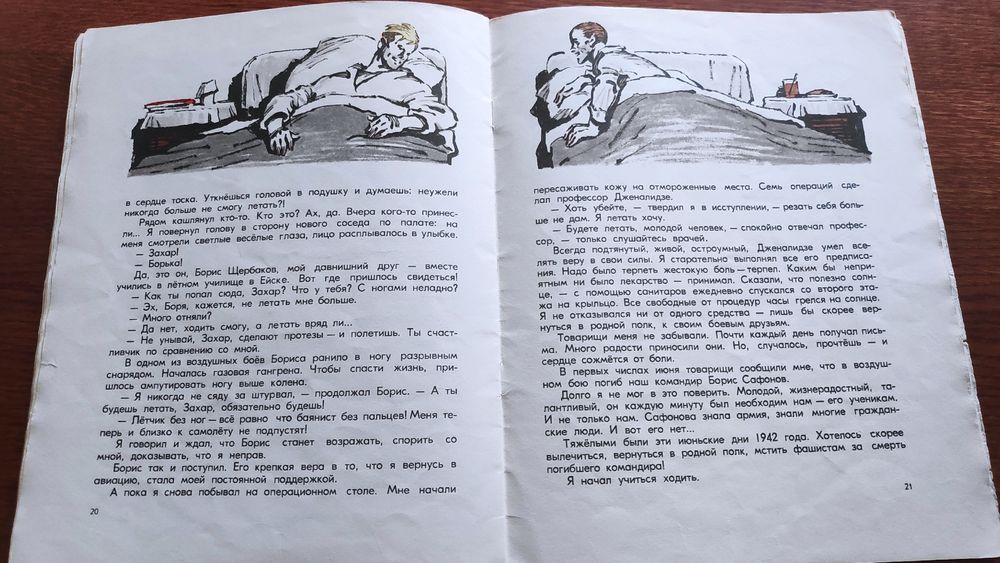 в сердце тоска. Уткнёшься головой в подушку и думаешь: неужели
никогда больше не смогу летать?!
Рядом кашлянул кто-то. Кто это? Ах, да. Вчера кого-то принес-
ли... Я повернул голову в сторону нового соседа по палате: на
меня смотрели светлые весёлые глаза, лицо расплывалось в улыбке.
— Захар!
— Борька!
Да, это он, Борис Щербаков, мой давнишний друг — вместе
учились в лётном училище в Ейске. Вот где пришлось свидеться!
— Как ты попал сюда, Захар? Что у тебя? С ногами неладно?
— Эх, Боря, кажется, не летать мне больше.
— Много отняли?
— Да нет, ходить смогу, а летать вряд ли...
— Не унывай, Захар, сделают протезы — и полетишь. Ты счаст-
ливчик по сравнению со мной.
В одном из воздушных боёв Бориса ранило в ногу разрывным
снарядом. Началась газовая гангрена. Чтобы спасти жизнь, при-
шлось ампутировать ногу выше колена.
— Я никогда не сяду за штурвал, — продолжал Борис. — А ты
будешь летать, Захар, обязательно будешь!
— Лётчик без ног — всё равно что баянист без пальцев! Меня те-
перь и близко к самолёту не подпустят!
Я говорил и ждал, что Борис станет возражать, спорить со
мной, доказывать, что я неправ.
Борис так и поступил. Его крепкая вера в то, что я вернусь в
авиацию, стала моей постоянной поддержкой.
А пока я снова побывал на операционном столе. Мне начали
20
пересаживать кожу на отмороженные места. Семь операций сде-
лал профессор Дженалидзе.
— Хоть убейте, — твердил я в исступлении, — резать себя боль-
ше не дам. Я летать хочу.
— Будете летать, молодой человек, — спокойно отвечал профес-
сор, — только слушайтесь врачей.
Всегда подтянутый, живой, остроумный, Дженалидзе умел все-
лять веру в свои силы. Я старательно выполнял все его предписа-
ния. Надо было терпеть жестокую боль — терпел. Каким бы непри-
ятным ни было лекарство — принимал. Сказали, что полезно солн-
це, — с помощью санитаров ежедневно спускался со второго эта-
жа на крыльцо. Все свободные от процедур часы грелся на солнце.
Я не отказывался ни от одного средства — лишь бы скорее вер-
нуться в родной полк, к своим боевым друзьям.
Товарищи меня не забывали. Почти каждый день получал пись-
ма. Много радости приносили они. Но, случалось, прочтёшь — и
сердце сожмётся от боли.
В первых числах июня товарищи сообщили мне, что в воздуш-
ном бою погиб наш командир Борис Сафонов.
Долго я не мог в это поверить. Молодой, жизнерадостный, та-
лантливый, он каждую минуту был необходим нам — его ученикам.
И не только нам. Сафонова знала армия, знали многие граждан-
ские люди. И вот его нет...
Тяжёлыми были эти июньские дни 1942 года. Хотелось скорее
вылечиться, вернуться в родной полк, мстить фашистам за смерть
погибшего командира!
Я начал учиться ходить.
21